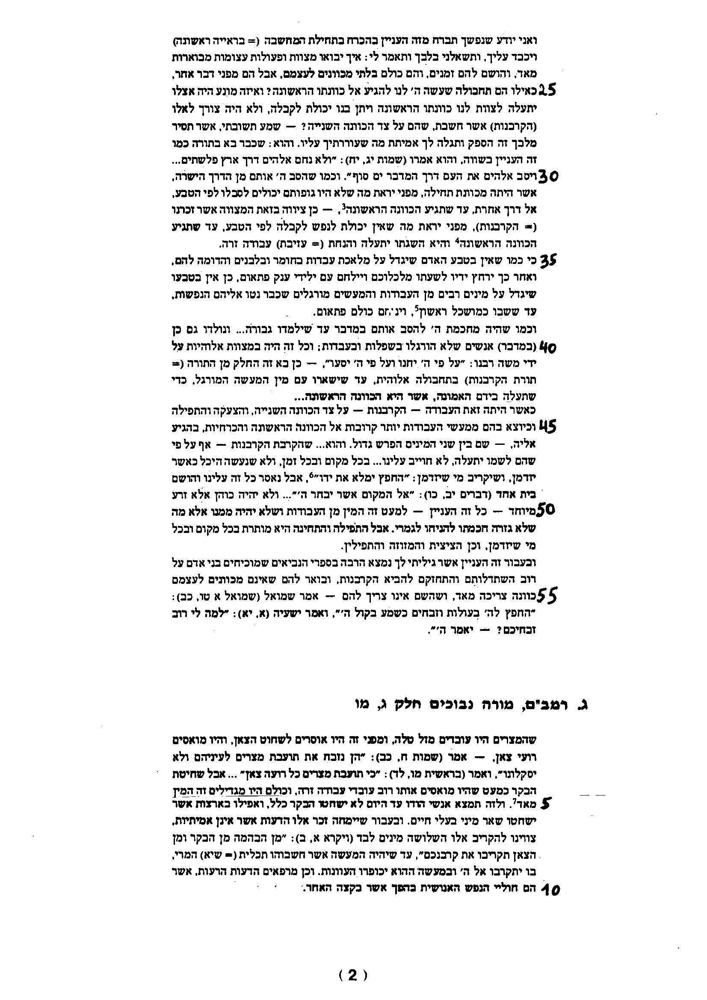 ואני יודע שנפשך תברח מזה העניין בהכרח בתחילת המחשבה (= בראייה ראשונה)
ויכבד עליך, ותשאלני בלבך ותאמר לי: איך יבואו מצוות ופעולות עצומות מבוארות
מאד, והושם להם זמנים, והם כולם בלתי מכוונים לעצמם, אבל הם מפני דבר אחר,
25 כאילו הם תחבולה שעשה ה׳ לנו להגיע אל כוונתו הראשונה? ואיזה מונע היה אצלו
יתעלה לצוות לנו כוונתו הראשונה ויתן בנו יכולת לקבלה, ולא היה צורך לאלו
(הקרבנות) אשר חשבת, שהם על צד הכוונה השנייה? — שמע תשובתי, אשר תסיר
מלבך זה הספק ותגלה לך אמיתת מה שעוררותיך עליו. והוא: שכבר בא בתורה כמו
זה העניין בשווה, והוא אמרו (שמות יג, יח): ״ולא נחם אלהים דרך ארץ פלשתים...
30 ויסב אלהים את העם דרך המדבר ים סוף״. וכמו שהסב ה׳ אותם מן הדרך הישרה,
אשר היתה מכוונת תחילה, מפני יראת מה שלא היו גופותם יכולים לסבלו לפי הטבע,
אל דרך אחרת, עד שתגיע הכוונה הראשונה3, — כן ציווה בזאת המצווה אשר זכרנו
(= הקרבנות), מפני יראת מה שאין יכולת לנפש לקבלה לפי הטבע, עד שתגיע
הכוונה הראשונה4 והיא השגתו יתעלה והנחת (= עזיבת) עבודה זרה.
35 כי כמו שאין בטבע האדם שיגדל על מלאכת עבדות בחומר ובלבנים והדומה להם,
ואחר כך ירחץ ידיו לשעתו מלכלוכם ויילחם עם ילידי ענק פתאום, כן אין בטבעו
שיגדל על מינים רבים מן העבודות והמעשים מורגלים שכבר נטו אליהם הנפשות,
עד ששבו כמושכל ראשון5, ויניחם כולם פתאום.
וכמו שהיה מחכמת ה׳ להסב אותם במדבר עד שילמדו גבורה... ונולדו גם כן
40 (במדבר) אנשים שלא הורגלו בשפלות ובעבדות; וכל זה היה במצוות אלוהיות על
ידי משה רבנו: ״על פי ה׳ יחנו ועל פי ה׳ יסעו״, — כן בא זה החלק מן התורה (=
תורת הקרבנות) בתחבולה אלוהית, עד שישארו עם מין המעשה המורגל, כדי
שתעלה בידם האמונה, אשר היא הכוונה הראשונה...
כאשר היתה זאת העבודה — הקרבנות — על צד הכוונה השנייה, והצעקה והתפילה
45 וכיוצא בהם ממעשי העבודות יותר קרובות אל הכוונה הראשונה והכרחיות, בהגיע
אליה, — שם בין שני המינים הפרש גדול. והוא... שהקרבת הקרבנות — אף על פי
שהם לשמו יתעלה, לא חוייב עלינו... בכל מקום ובכל זמן, ולא שנעשה היכל כאשר
יזדמן, ושיקריב מי שיזדמן: ״החפץ ימלא את ידו״6, אבל נאסר כל זה עלינו והושם
בית אחד (דברים יב, כו): ״אל המקום אשר יבחר ה׳״... ולא יהיה כוהן אלא זרע
50 מיוחד — כל זה העניין — למעט זה המין מן העבודות ושלא יהיה ממנו אלא מה
שלא גזרה חכמתו להניחו לגמרי. אבל התפילה והתחינה היא מותרת בכל מקום ובכל
מי שיזדמן, וכן הציצית והמזוזה והתפילין.
ובעבור זה העניין אשר גיליתי לך נמצא הרבה בספרי הנביאים שמוכיחים בני אדם על
רוב השתדלותם והתחזקם להביא הקרבנות, ובואר להם שאינם מכוונים לעצמם
55 כוונה צריכה מאד, ושהשם אינו צריך להם — אמר שמואל (שמואל א טו, כב):
״החפץ לה׳ בעולות וזבחים כשמע בקול ה׳״, ואמר ישעיה (א, יא): ״למה לי רוב
זבחיכם? — יאמר ה׳״.
ג. רמב"ם, מורה נבוכים חלק ג, מו
שהמצרים היו עובדים מזל טלה, ומפני זה היו אוסרים לשחוט הצאן, והיו מואסים
רועי צאן, — אמר (שמות ח, כב): ״הן נזבח את תועבת מצרים לעיניהם ולא
יסקלונו״, ואמר (בראשית מו, לד): ״כי תועבת מצרים כל רועה צאן״ ... אבל שחיטת
הבקר כמעט שהיו מואסים אותו רוב עובדי עבודה זרה, וכולם היו מגדילים זה המין
5 מאד7. ולזה תמצא אנשי הודו עד היום לא ישחטו הבקר כלל, ואפילו בארצות אשר
ישחטו שאר מיני בעלי חיים. ובעבור שיימחה זכר אלו הדעות אשר אינן אמיתיות,
צווינו להקריב אלו השלושה מינים לבד (ויקרא א, ב): ״מן הבהמה מן הבקר ומן
הצאן תקריבו את קרבנכם״, עד שיהיה המעשה אשר חשבוהו תכלית (= שיא) המרי,
בו יתקרבו אל ה׳ ובמעשה ההוא יכופרו העוונות. וכן מרפאים הדעות הרעות, אשר
10 הם חוליי הנפש האנושית בהפך אשר בקצה האחר.
( 2 )